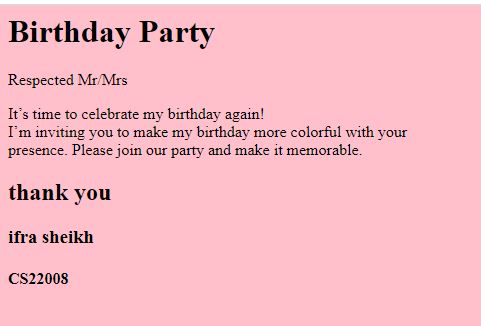 Birthday Party
Respected Mr/Mrs
It’s time to celebrate my birthday again!
I’m inviting you to make my birthday more colorful with your
presence. Please join our party and make it memorable.
thank you
ifra sheikh
CS22008